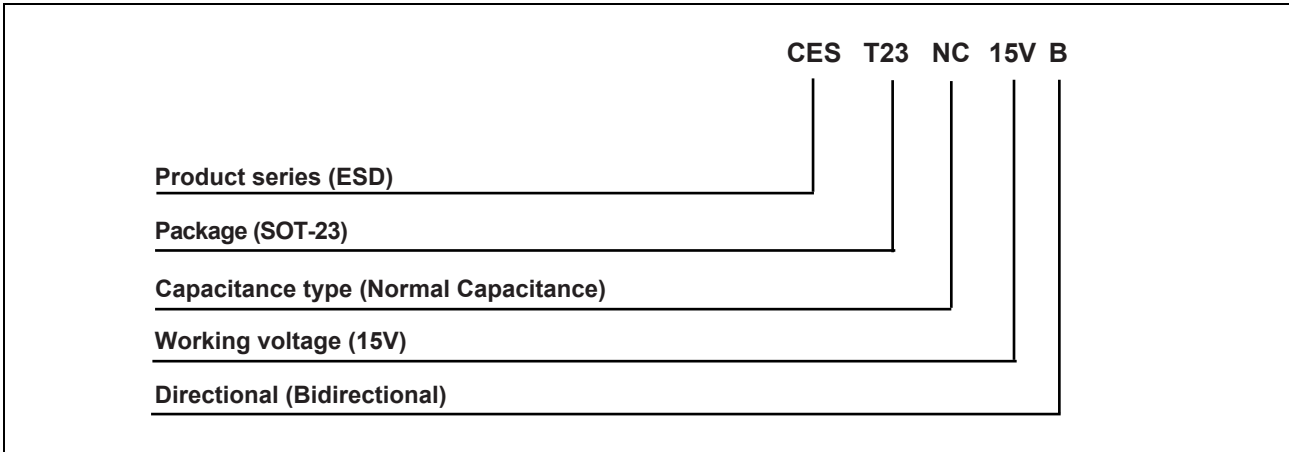 CES T23 NC 15V B
Product series (ESD)
Package (SOT-23)
Capacitance type (Normal Capacitance)
Working voltage (15V)
Directional (Bidirectional)